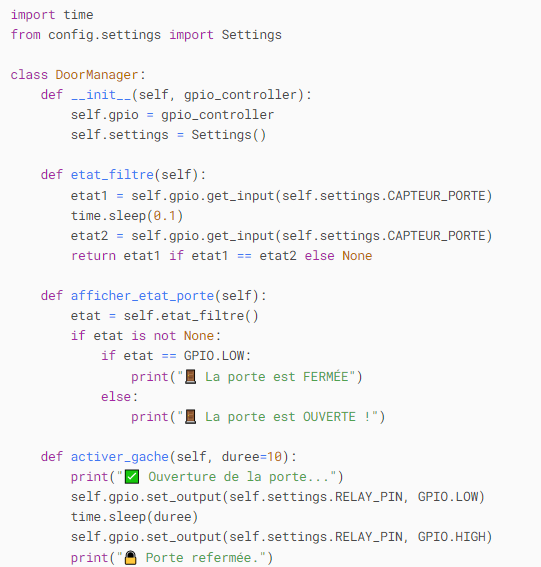 import time
from config.settings import Settings

class DoorManager:
    def __init__(self, gpio_controller):
        self.gpio = gpio_controller
        self.settings = Settings()

    def etat_filtre(self):
        etat1 = self.gpio.get_input(self.settings.CAPTEUR_PORTE)
        time.sleep(0.1)
        etat2 = self.gpio.get_input(self.settings.CAPTEUR_PORTE)
        return etat1 if etat1 == etat2 else None

    def afficher_etat_porte(self):
        etat = self.etat_filtre()
        if etat is not None:
            if etat == GPIO.LOW:
                print("🚪 La porte est FERMÉE")
            else:
                print("🚪 La porte est OUVERTE !")

    def activer_gache(self, duree=10):
        print("✅ Ouverture de la porte...")
        self.gpio.set_output(self.settings.RELAY_PIN, GPIO.LOW)
        time.sleep(duree)
        self.gpio.set_output(self.settings.RELAY_PIN, GPIO.HIGH)
        print("🔒 Porte refermée.")